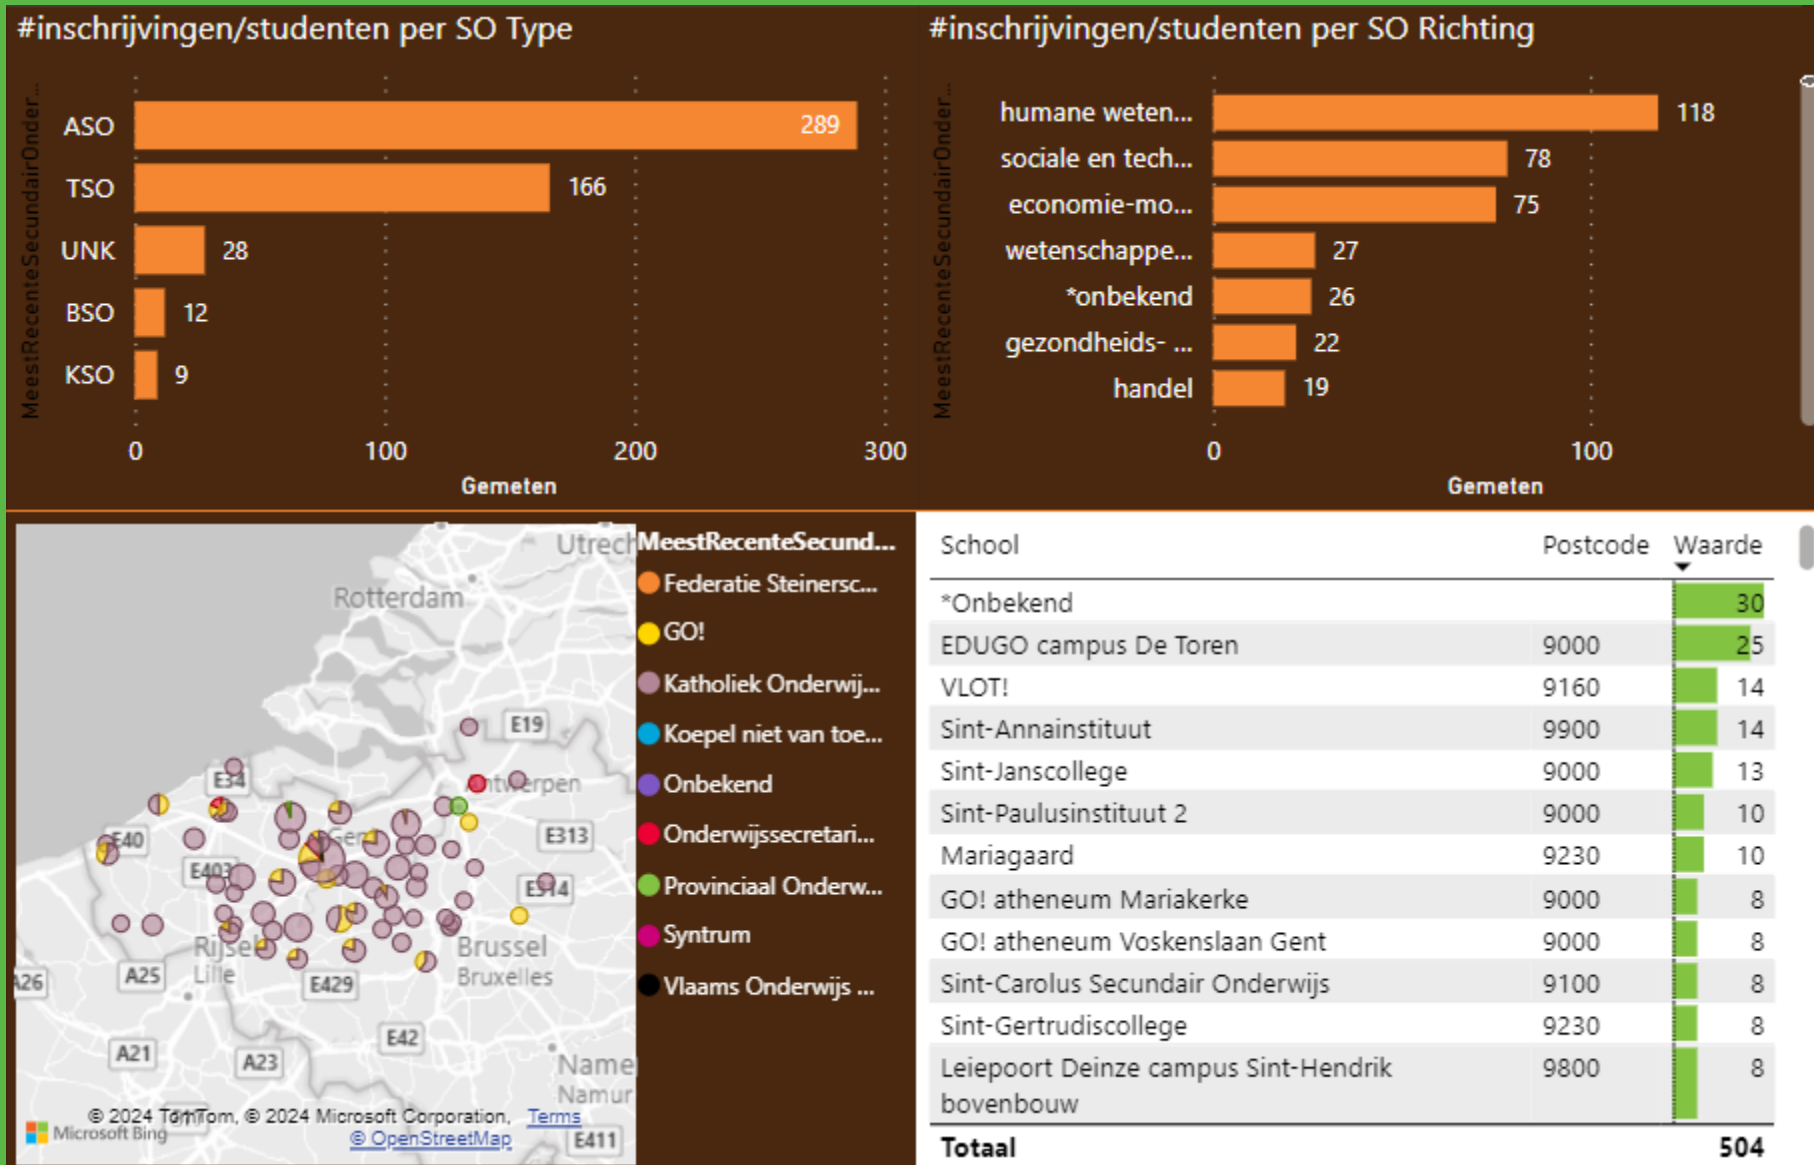 #inschrijvingen/studenten per SO Type
MeestRecenteSecundairOnder...
ASO
289
TSO
166
UNK
28
BSO
12
KSO
9
0
100
200
300
Gemeten
#inschrijvingen/studenten per SO Richting
MeestRecenteSecundairOnder...
humane weten...
118
sociale en tech...
78
economie-mo...
75
wetenschappe...
27
*onbekend
26
gezondheids- ...
22
handel
19
0
100
Gemeten
Utrech
Rotterdam
E19
E34
Antwerpen
E40
Gen
E313
E403
E314
Rijsel
Lille
Brussel
Bruxelles
A26
A25
E429
E42
A21
A23
Name
Namur
E411
© 2024 TomTom, © 2024 Microsoft Corporation, Terms
Microsoft Bing
© OpenStreetMap
MeestRecenteSecund...
Federatie Steinersc...
GO!
Katholiek Onderwij...
Koepel niet van toe...
Onbekend
Onderwijssecretari...
Provinciaal Onderw...
Syntrum
Vlaams Onderwijs ...
School Postcode Waarde
*Onbekend 30
EDUGO campus De Toren 9000 25
VLOT! 9160 14
Sint-Annainstituut 9900 14
Sint-Janscollege 9000 13
Sint-Paulusinstituut 2 9000 10
Mariagaard 9230 10
GO! atheneum Mariakerke 9000 8
GO! atheneum Voskenslaan Gent 9000 8
Sint-Carolus Secundair Onderwijs 9100 8
Sint-Gertrudiscollege 9230 8
Leiepoort Deinze campus Sint-Hendrik 9800 8
bovenbouw
Totaal 504